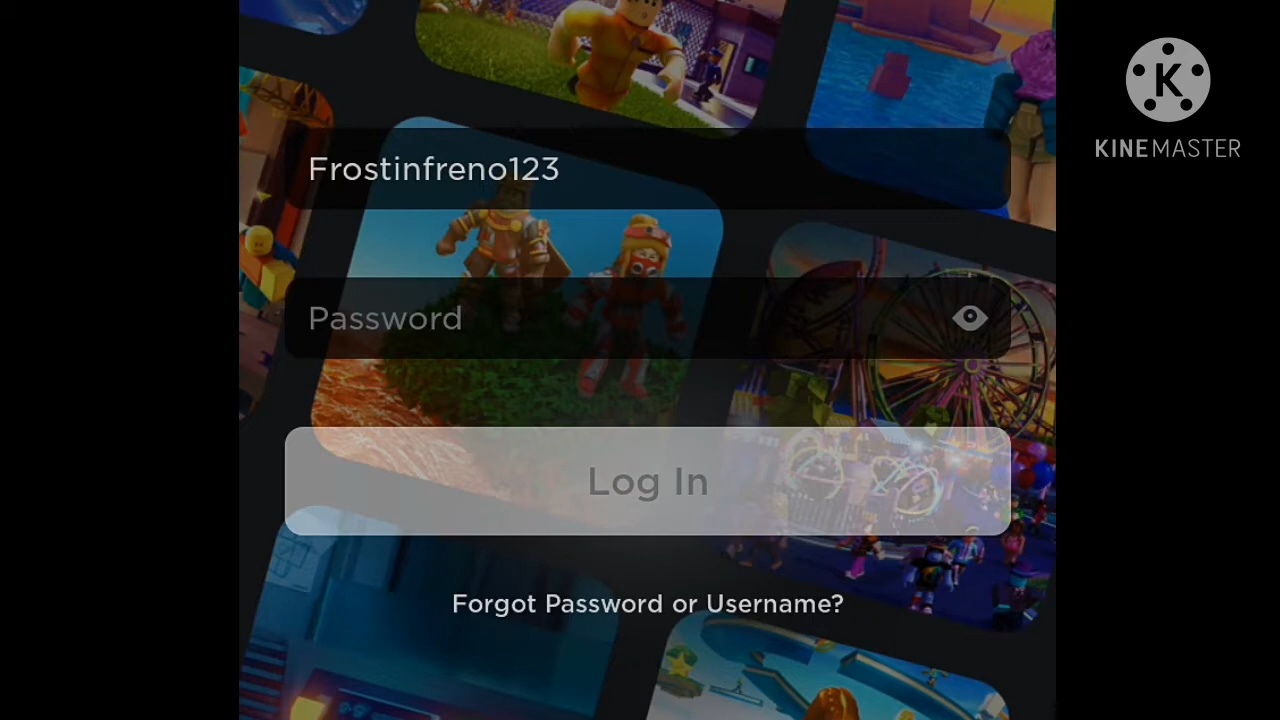 Frostinfreno123
K
KINEMASTER
Password
Log In
Forgot Password or Username?